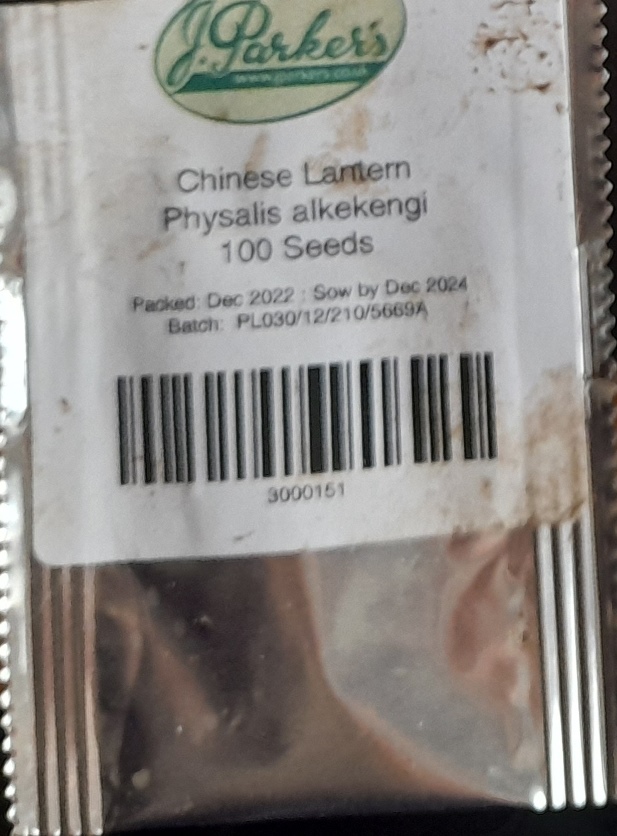 J. Parker's
www.jparkers.co.uk
Chinese Lantern
Physalis alkekengi
100 Seeds
Packed: Dec 2022 : Sow by Dec 2024
Batch: PL030/12/210/5669A
3000151